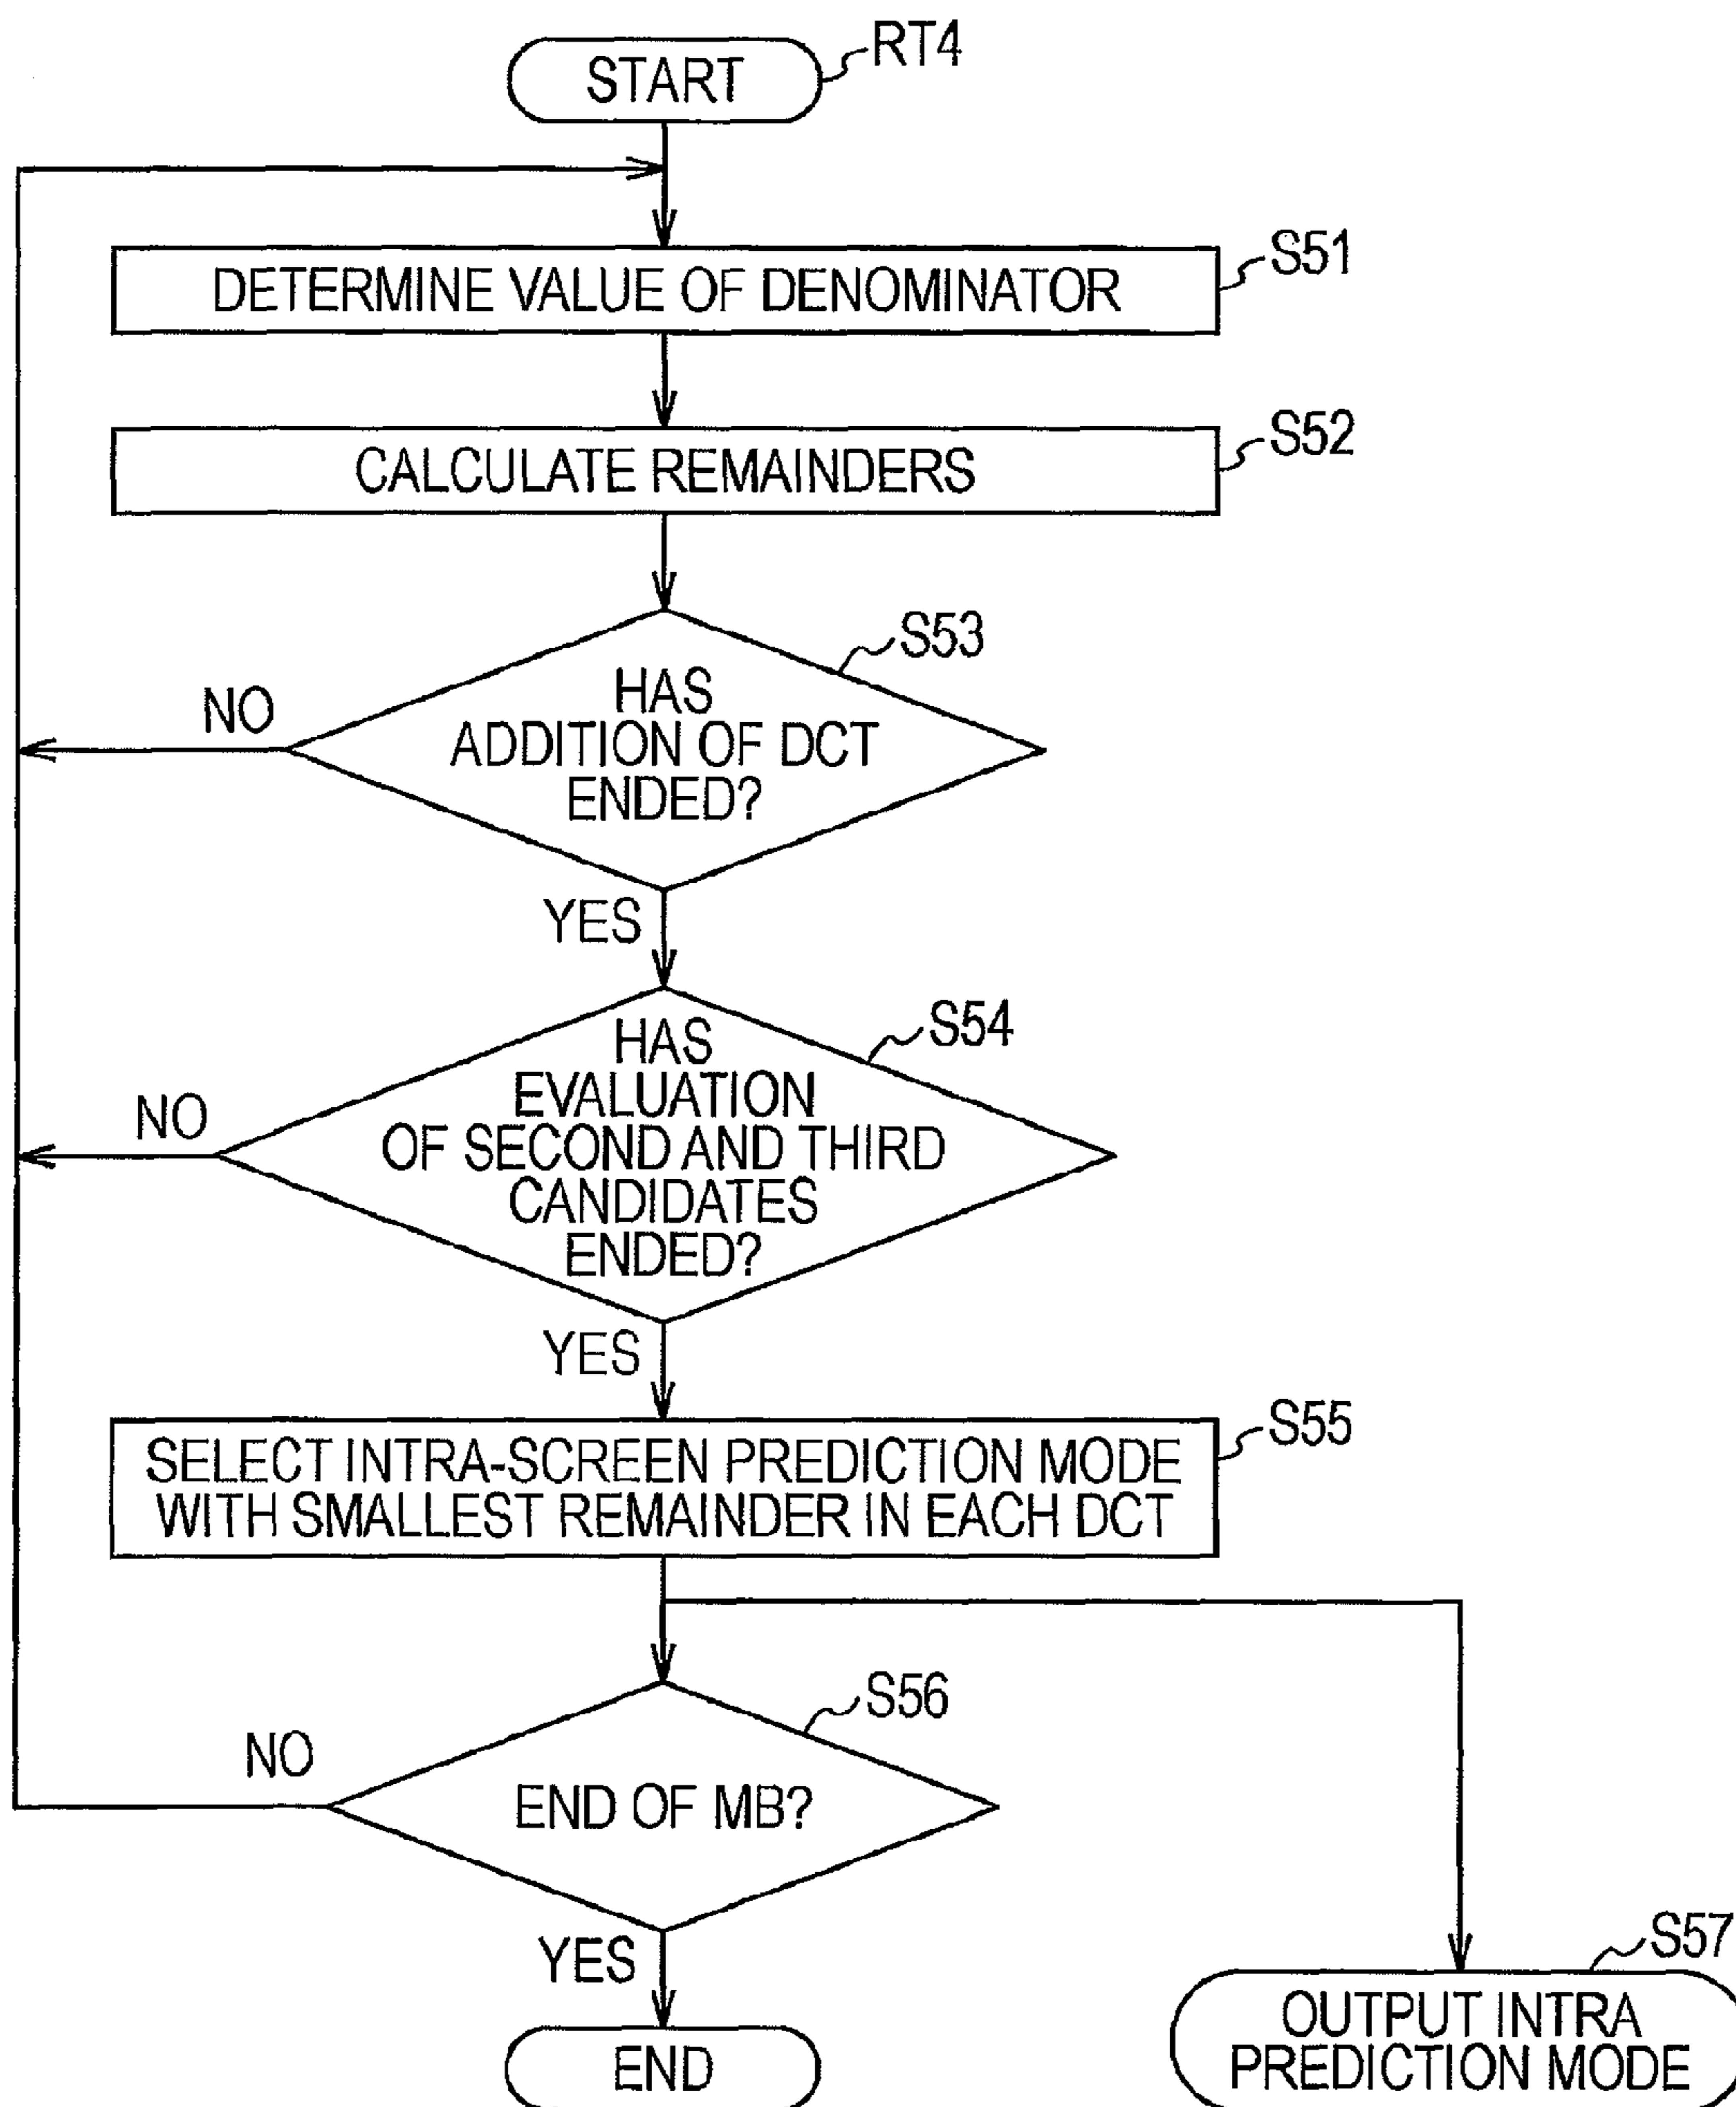 START
RT4
DETERMINE VALUE OF DENOMINATOR
S51
CALCULATE REMAINDERS
S52
S53
HAS
ADDITION OF DCT
ENDED?
NO
YES
S54
HAS
EVALUATION
OF SECOND AND THIRD
CANDIDATES
ENDED?
NO
YES
S55
SELECT INTRA-SCREEN PREDICTION MODE
WITH SMALLEST REMAINDER IN EACH DCT
S56
NO
END OF MB?
YES
S57
END
OUTPUT INTRA
PREDICTION MODE